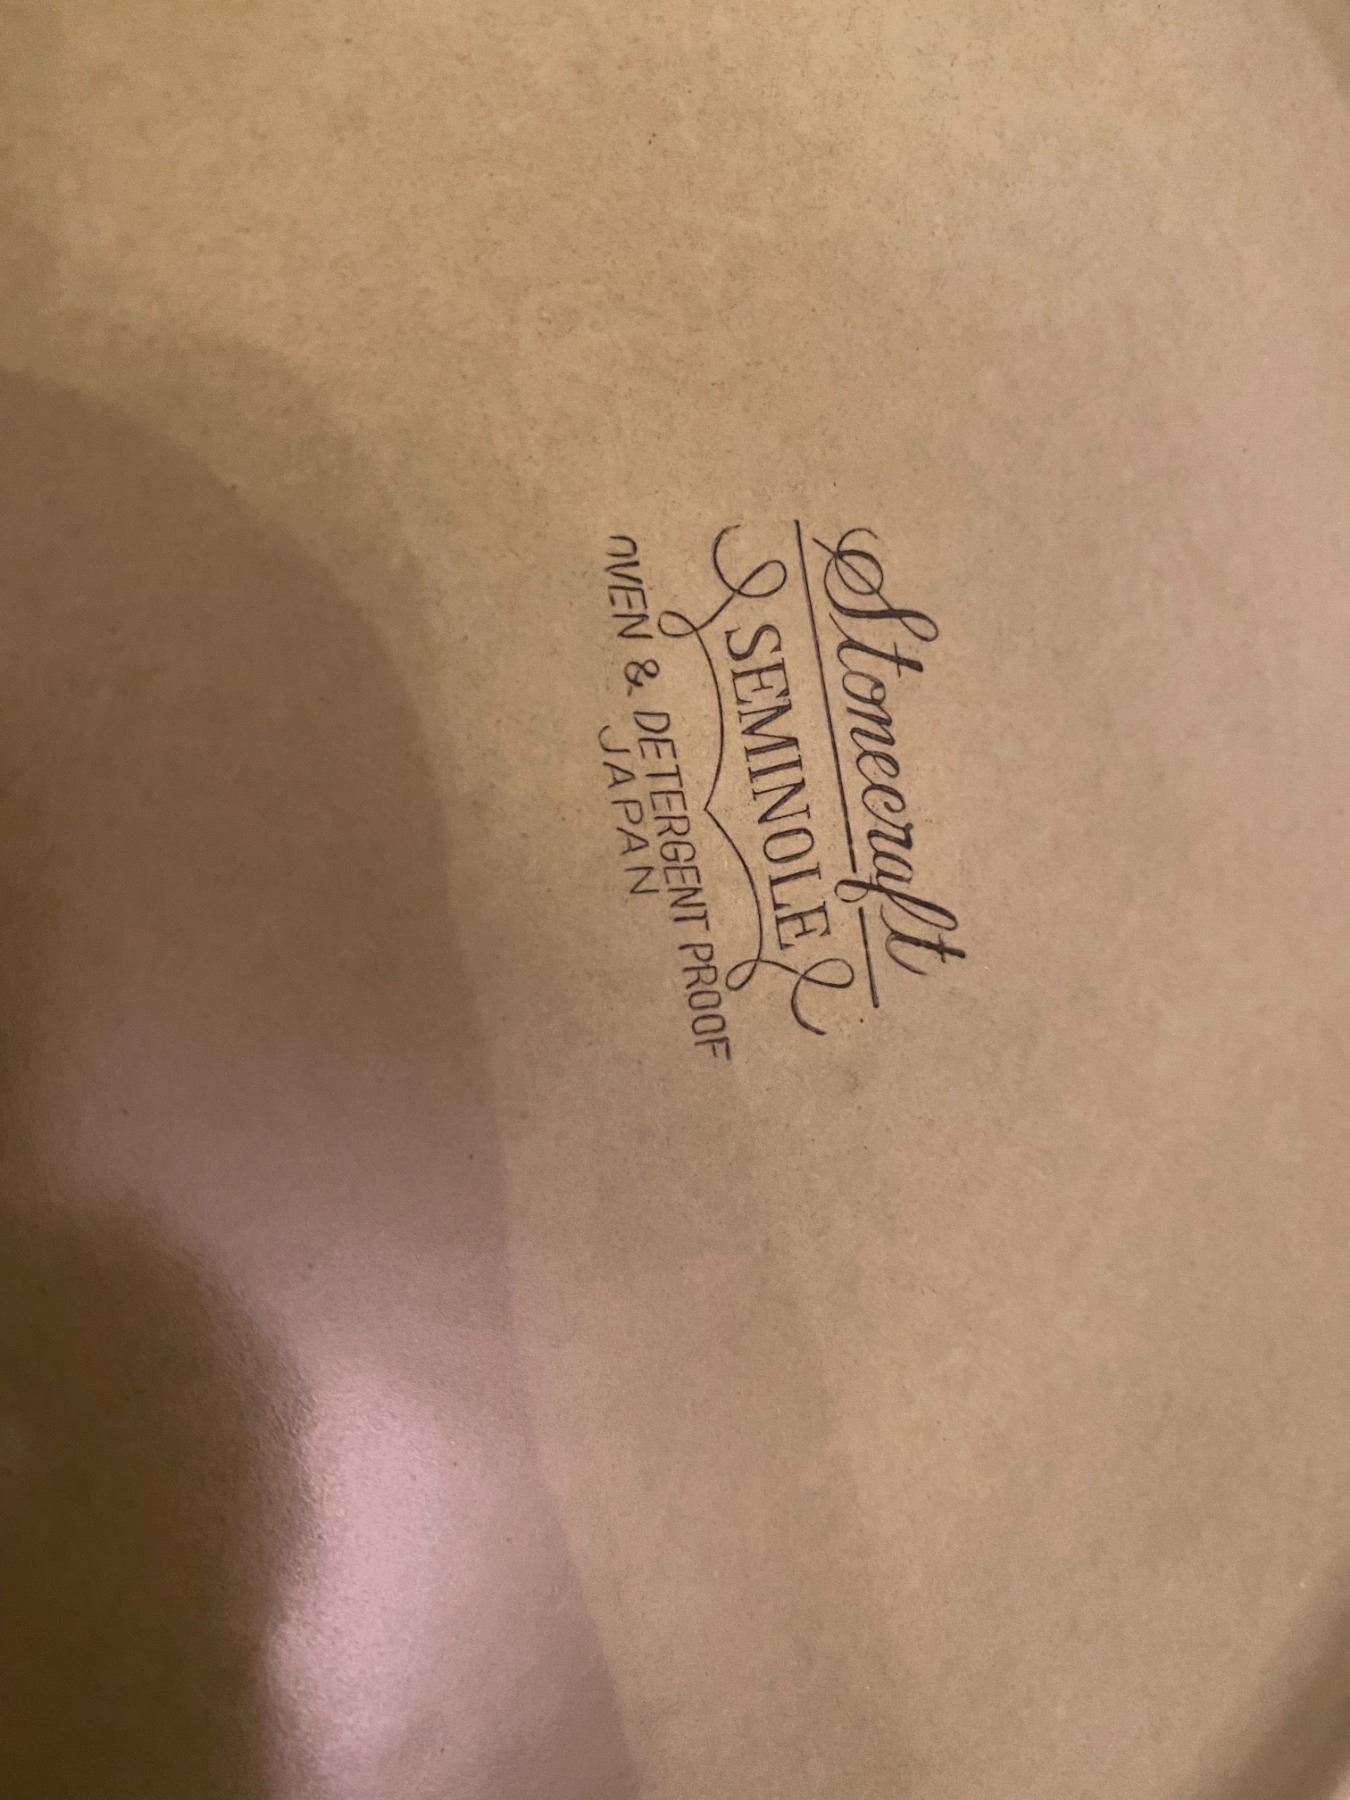 Stonecraft
SEMINOLE
OVEN & DETERGENT PROOF
JAPAN